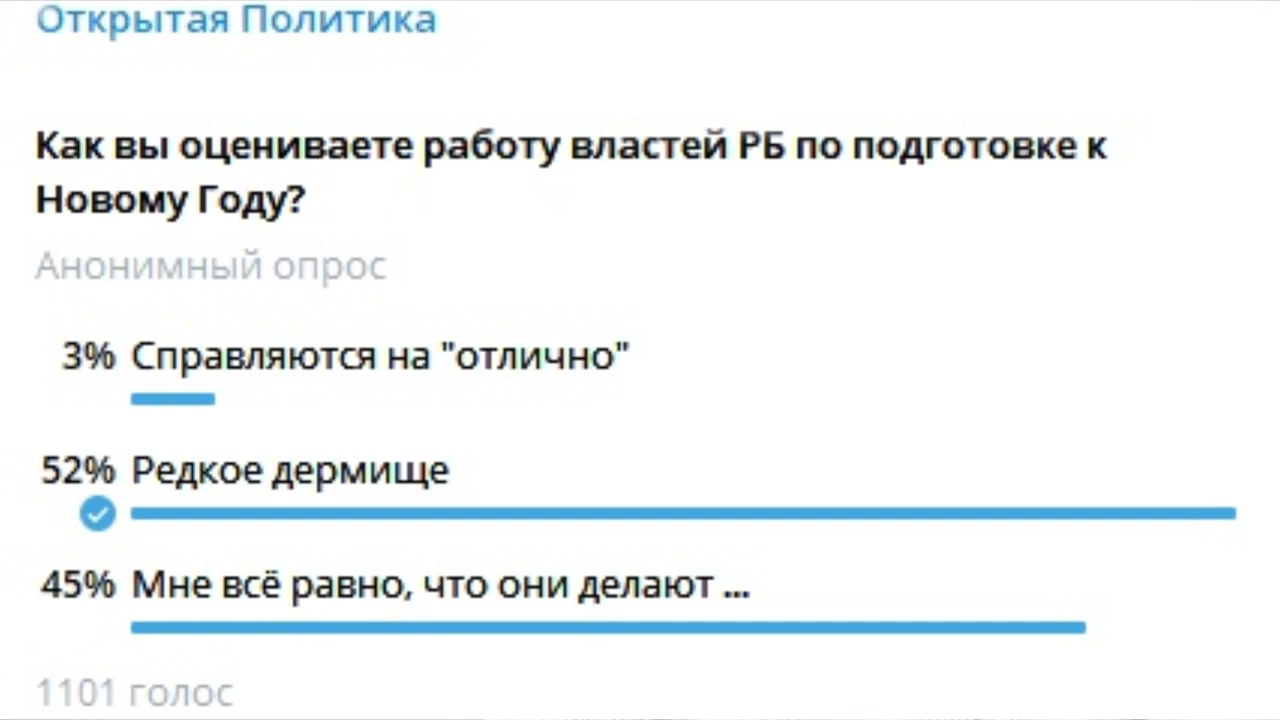 Открытая Политика
Как вы оцениваете работу властей РБ по подготовке к
Новому Году?
Анонимный опрос
3% Справляются на "отлично"
52% Редкое дермище
45% Мне всё равно, что они делают ...
1101 голос